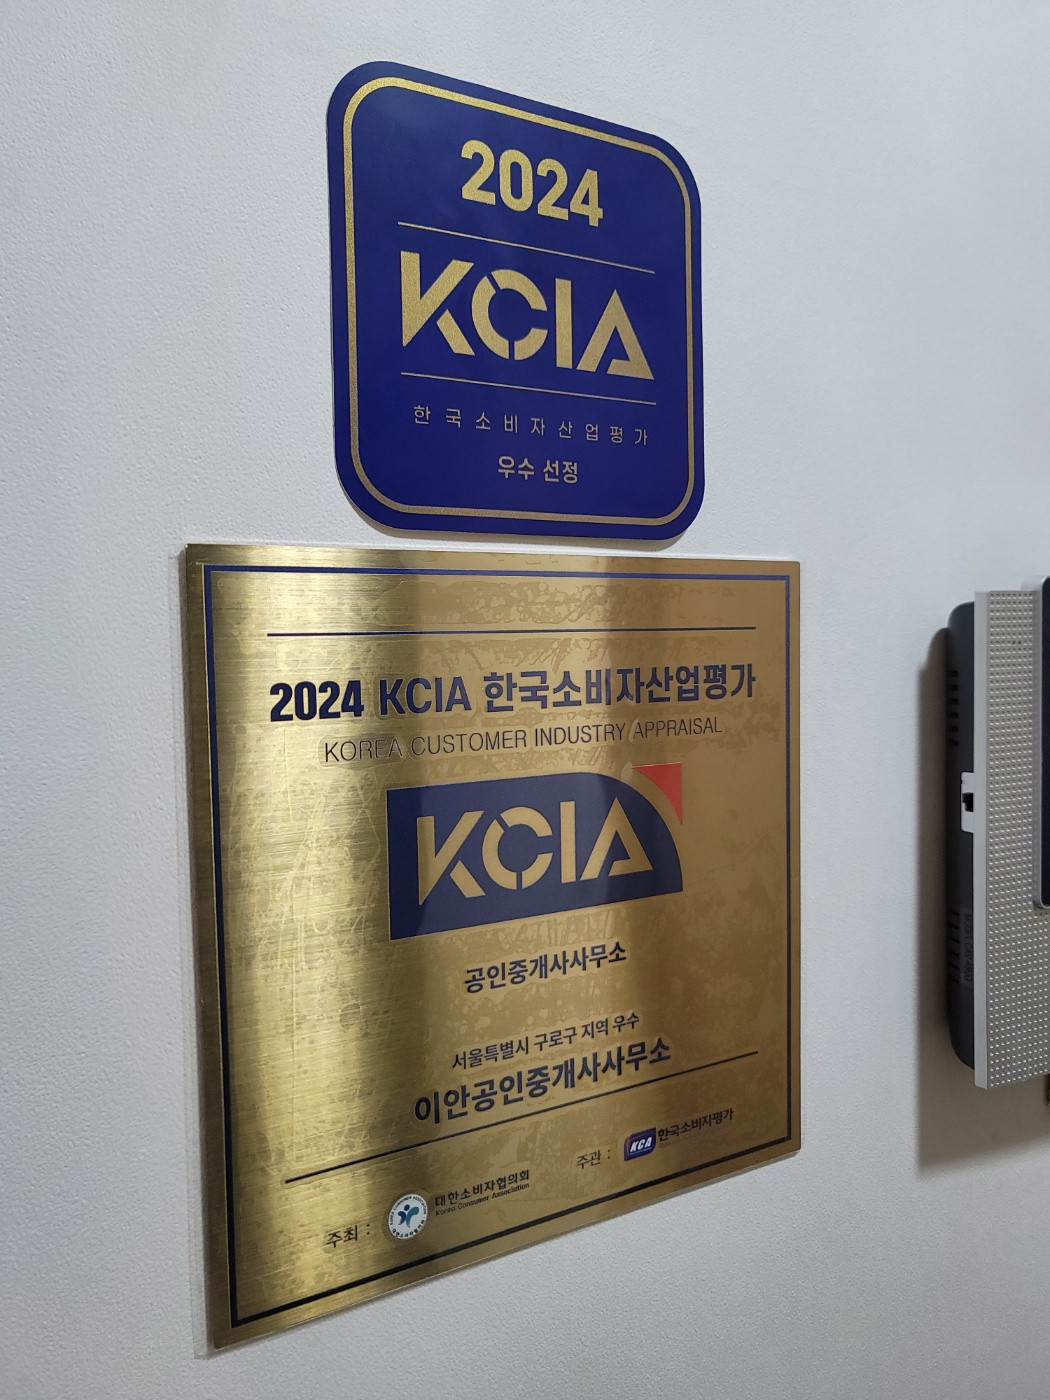 2024
KCIA
한국소비자산업평가
우수 선정
2024 KCIA 한국소비자산업평가
KOREA CUSTOMER INDUSTRY APPRAISAL
KCIA
공인중개사사무소
서울특별시 구로구 지역 우수
이안공인중개사사무소
주최 : 대한소비자협의회
Korea Consumer Association
주관 : KCA 한국소비자평가